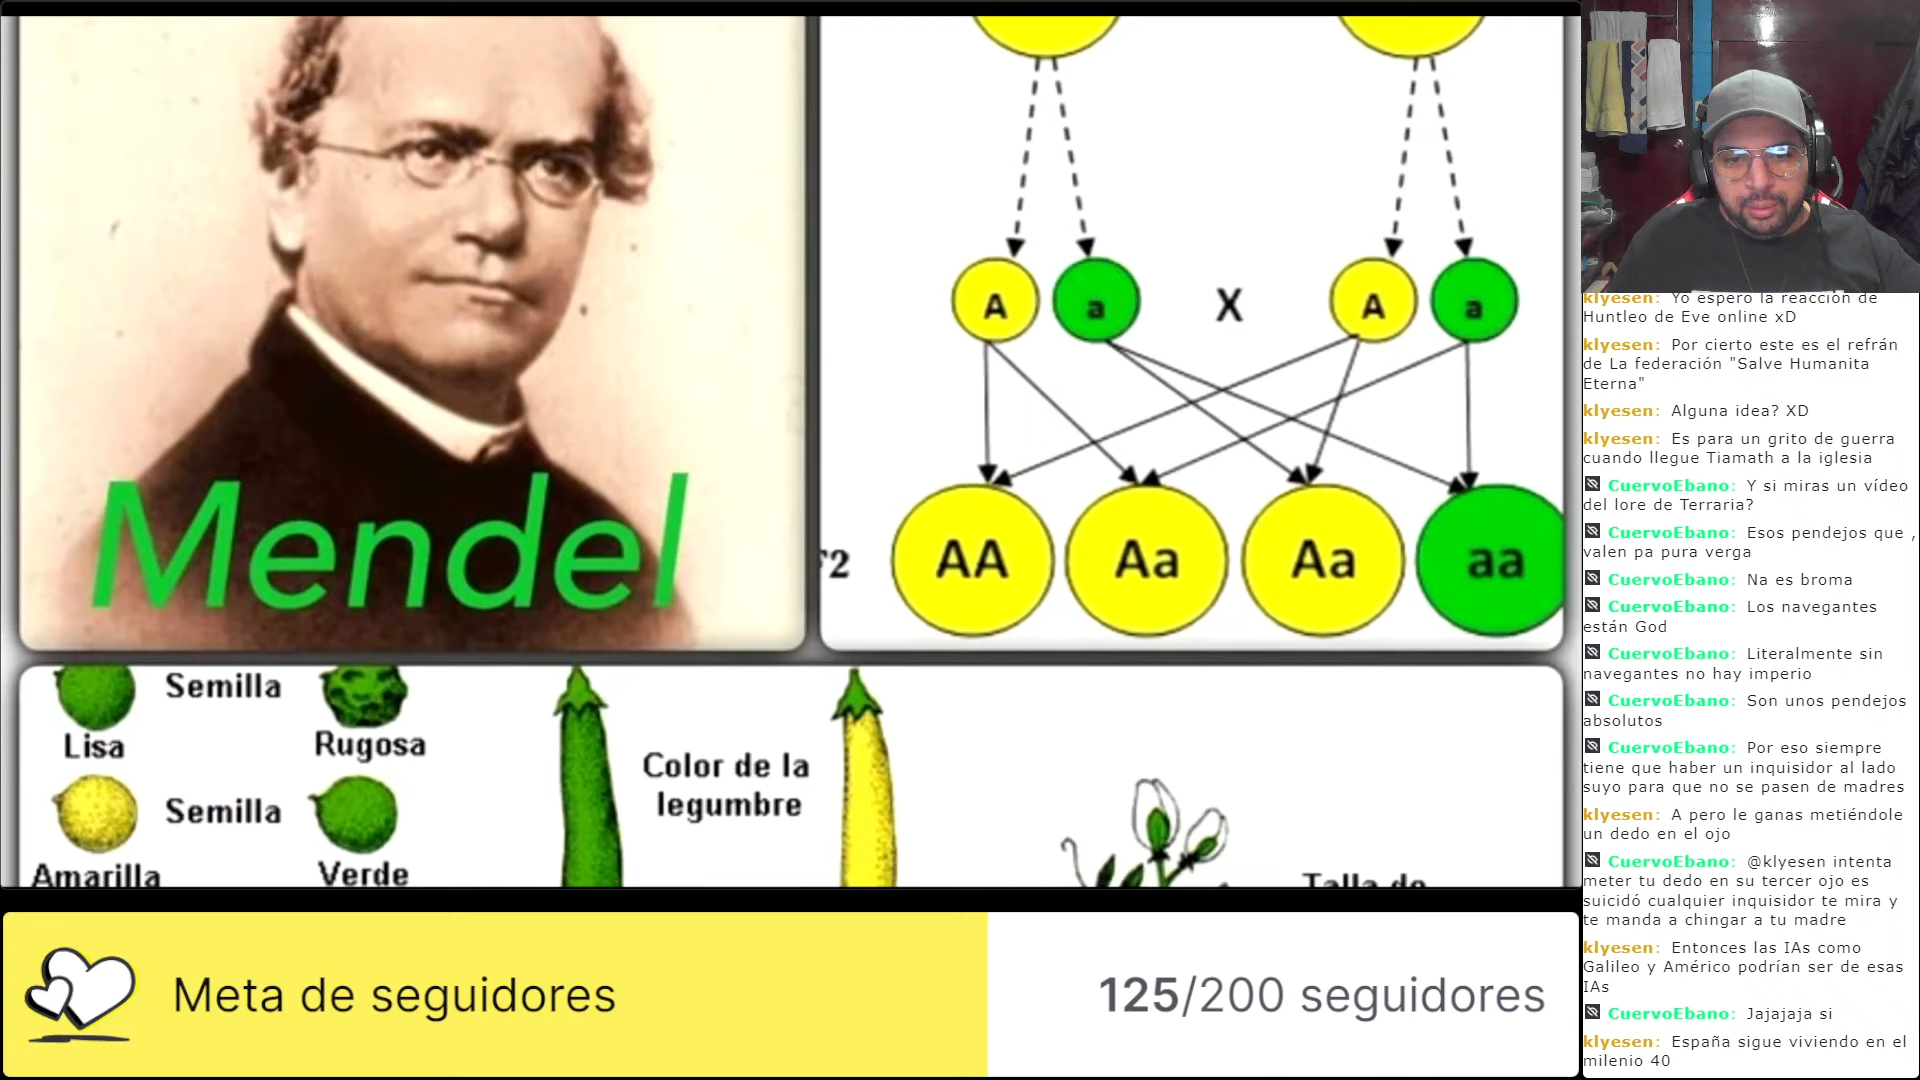 Mendel
A
a
X
A
a
F2
AA
Aa
Aa
aa
Semilla
Lisa
Rugosa
Semilla
Amarilla
Verde
Color de la
legumbre
Talla de
Meta de seguidores
125/200 seguidores
klyesen: Yo espero la reacción de
Huntleo de Eve online xD
klyesen: Por cierto este es el refrán
de La federación "Salve Humanita
Eterna"
klyesen: Alguna idea? XD
klyesen: Es para un grito de guerra
cuando llegue Tiamath a la iglesia
CuervoEbano: Y si miras un vídeo
del lore de Terraria?
CuervoEbano: Esos pendejos que ,
valen pa pura verga
CuervoEbano: Na es broma
CuervoEbano: Los navegantes
están God
CuervoEbano: Literalmente sin
navegantes no hay imperio
CuervoEbano: Son unos pendejos
absolutos
CuervoEbano: Por eso siempre
tiene que haber un inquisidor al lado
suyo para que no se pasen de madres
klyesen: A pero le ganas metiéndole
un dedo en el ojo
CuervoEbano: @klyesen intenta
meter tu dedo en su tercer ojo es
suicidó cualquier inquisidor te mira y
te manda a chingar a tu madre
klyesen: Entonces las IAs como
Galileo y Américo podrían ser de esas
IAs
CuervoEbano: Jajajaja si
klyesen: España sigue viviendo en el
milenio 40